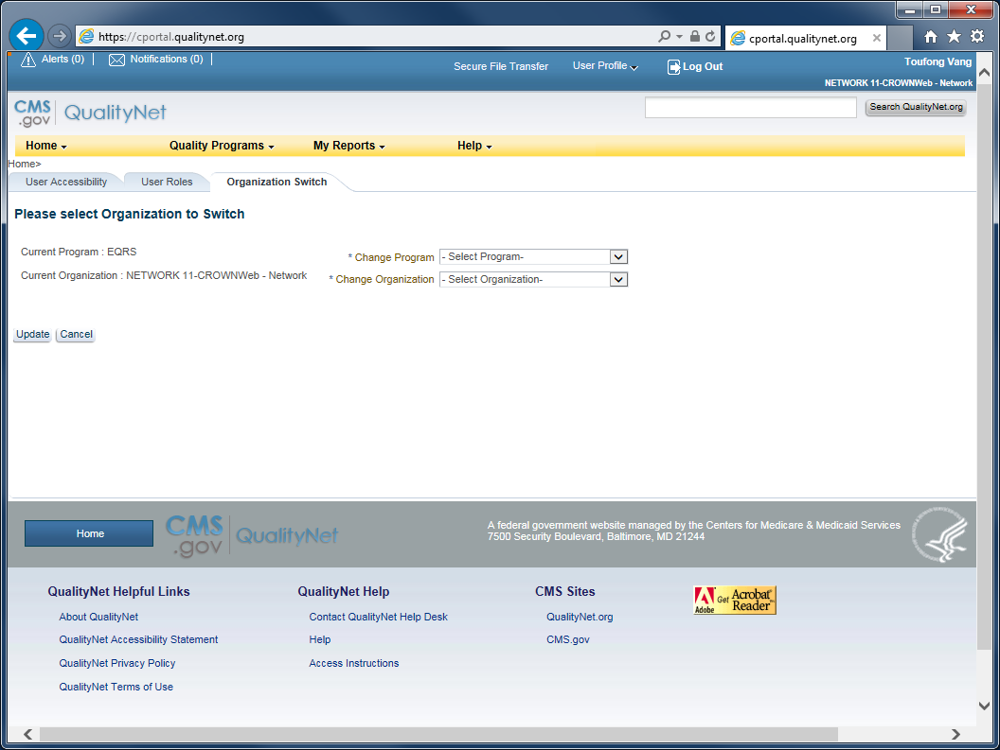 https://cportal.qualitynet.org
cportal.qualitynet.org
Alerts (0)
Notifications (0)
Secure File Transfer
User Profile
Log Out
Toufong Vang
NETWORK 11-CROWNWeb - Network
CMS
.gov
QualityNet
Search QualityNet.org
Home
Quality Programs
My Reports
Help
Home>
User Accessibility
User Roles
Organization Switch
Please select Organization to Switch
Current Program : EQRS
* Change Program
- Select Program-
Current Organization : NETWORK 11-CROWNWeb - Network
* Change Organization
- Select Organization-
Update
Cancel
Home
CMS
.gov
QualityNet
A federal government website managed by the Centers for Medicare & Medicaid Services
7500 Security Boulevard, Baltimore, MD 21244
QualityNet Helpful Links
About QualityNet
QualityNet Accessibility Statement
QualityNet Privacy Policy
QualityNet Terms of Use
QualityNet Help
Contact QualityNet Help Desk
Help
Access Instructions
CMS Sites
QualityNet.org
CMS.gov
Adobe
Get Acrobat
Reader